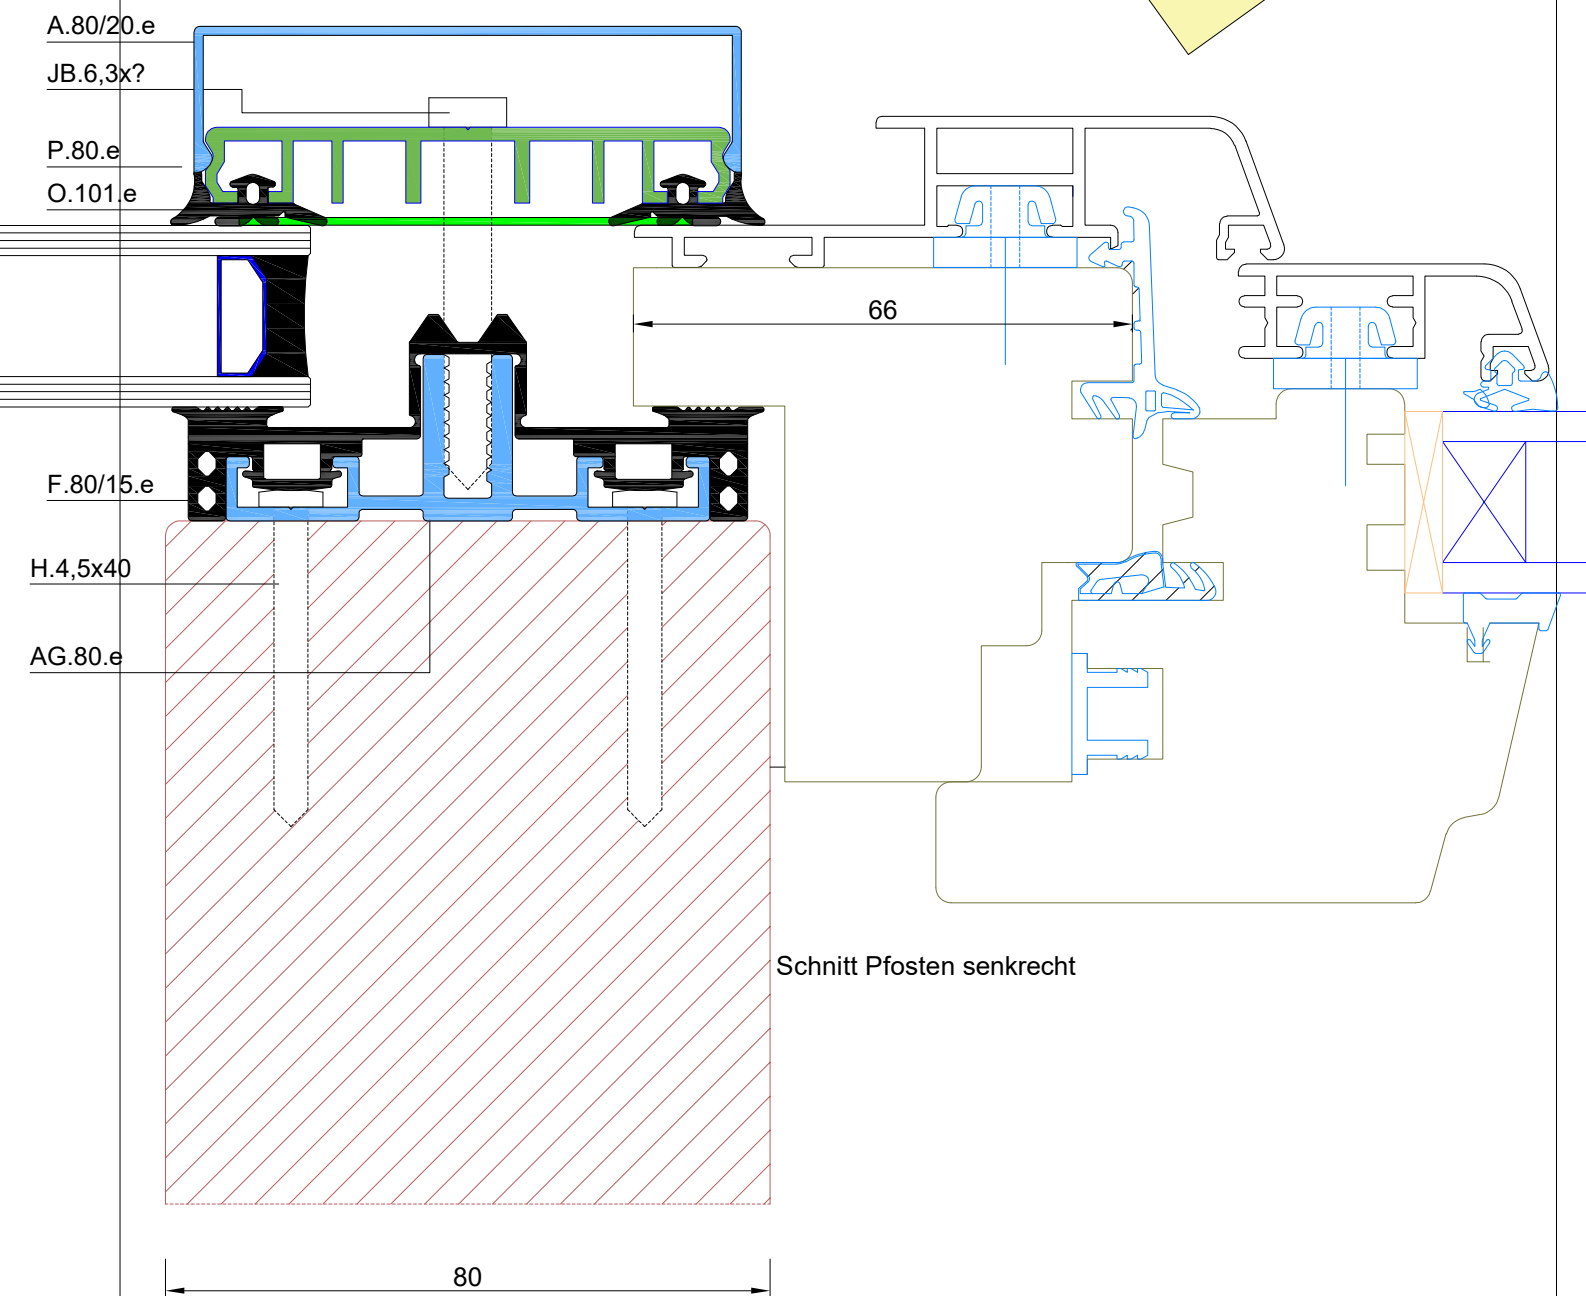 A.80/20.e
JB.6,3x?
P.80.e
O.101.e
66
F.80/15.e
H.4,5x40
AG.80.e
Schnitt Pfosten senkrecht
80